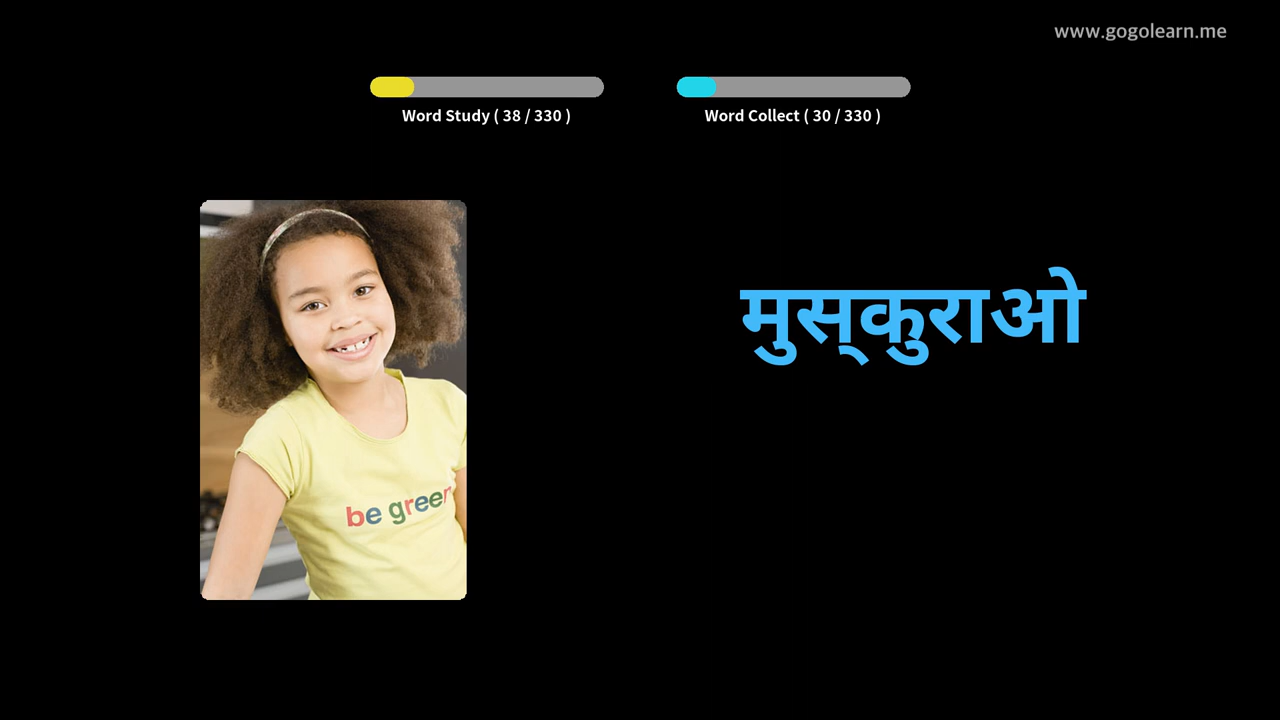 www.gogolearn.me
Word Study ( 38 / 330 )
Word Collect ( 30 / 330 )
मुस्कुराओ
be green